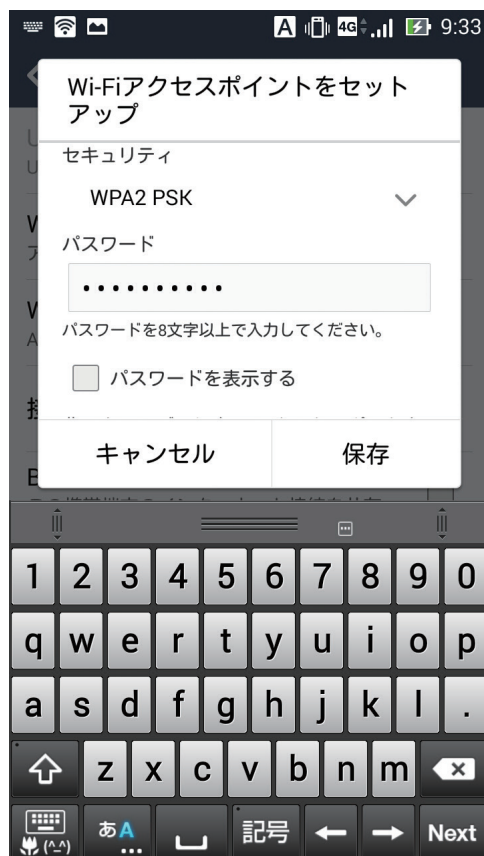 A 4G 9:33
Wi-Fiアクセスポイントをセット
アップ
セキュリティ
WPA2 PSK
パスワード
••••••••••
パスワードを8文字以上で入力してください。
パスワードを表示する
キャンセル 保存
1 2 3 4 5 6 7 8 9 0
q w e r t y u i o p
a s d f g h j k l .
z x c v b n m
(^_^) あA 記号 ← → Next